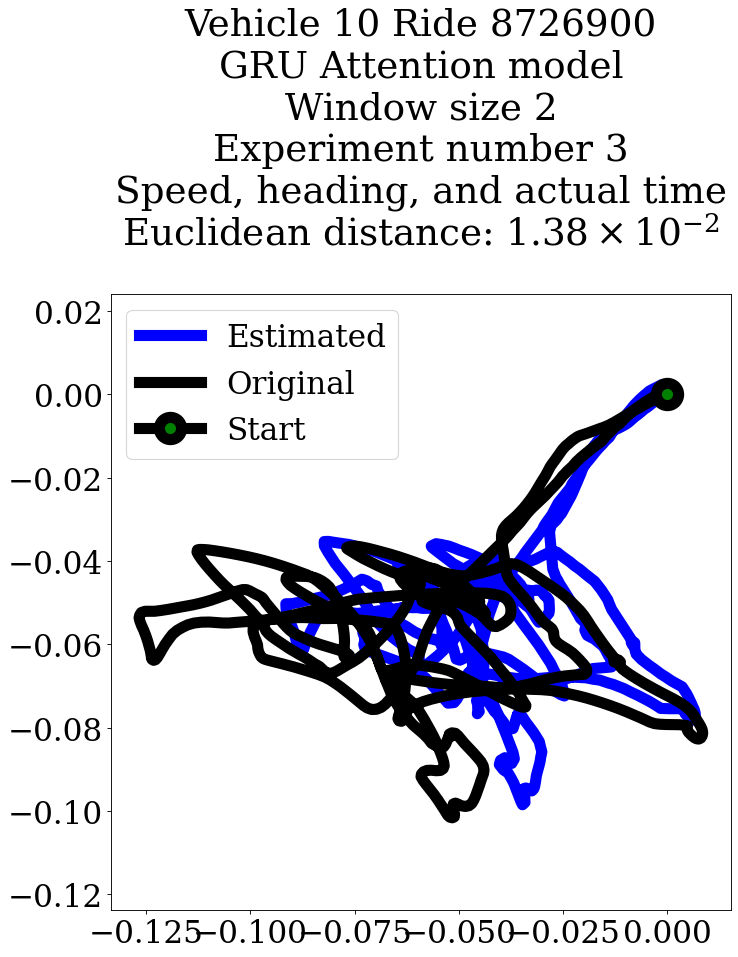 Vehicle 10 Ride 8726900
GRU Attention model
Window size 2
Experiment number 3
Speed, heading, and actual time
Euclidean distance: 1.38 × 10⁻²
Estimated
Original
Start
0.02
0.00
−0.02
−0.04
−0.06
−0.08
−0.10
−0.12
−0.125 −0.100 −0.075 −0.050 −0.025 0.000